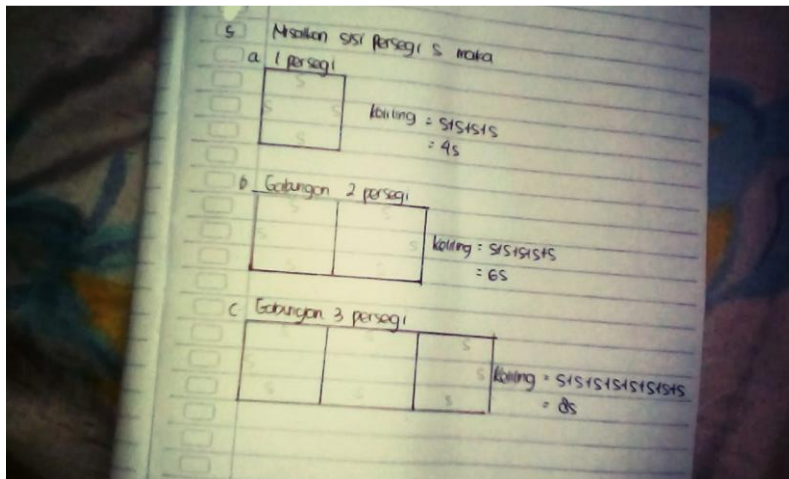 5 Misalkan sisi persegi s maka
a 1 persegi
s
s s
s
keliling = s+s+s+s
= 4s
b Gabungan 2 persegi
s s
s s
keliling = s+s+s+s+s
= 6s
c Gabungan 3 persegi
s s s
s s
s s s
keliling = s+s+s+s+s+s+s+s
= 8s